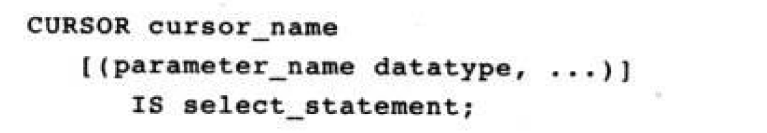 CURSOR cursor_name
[(parameter_name datatype, ...)]
IS select_statement;